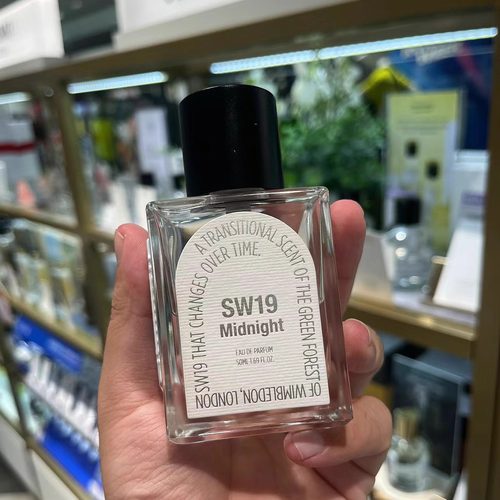 A TRANSITIONAL SCENT OF THE GREEN FOREST
OF WIMBLEDON, LONDON
SW19 THAT CHANGES OVER TIME.
SW19
Midnight
EAU DE PARFUM
50ML 1.69 FL.OZ.